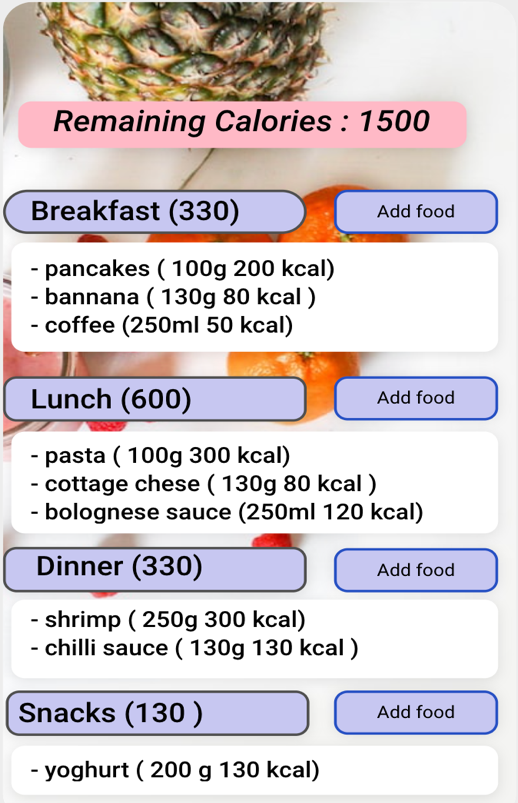 Remaining Calories : 1500
Breakfast (330)
Add food
- pancakes ( 100g 200 kcal)
- bannana ( 130g 80 kcal )
- coffee (250ml 50 kcal)
Lunch (600)
Add food
- pasta ( 100g 300 kcal)
- cottage chese ( 130g 80 kcal )
- bolognese sauce (250ml 120 kcal)
Dinner (330)
Add food
- shrimp ( 250g 300 kcal)
- chilli sauce ( 130g 130 kcal )
Snacks (130 )
Add food
- yoghurt ( 200 g 130 kcal)